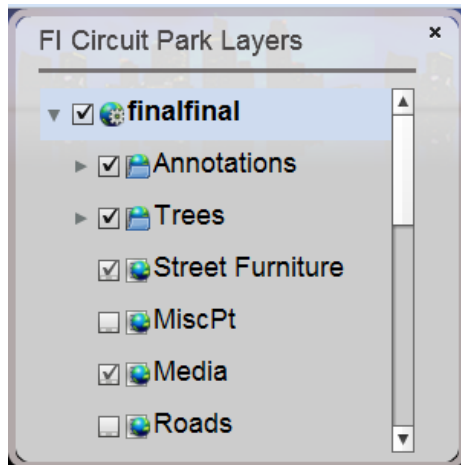 FI Circuit Park Layers
finalfinal
Annotations
Trees
Street Furniture
MiscPt
Media
Roads